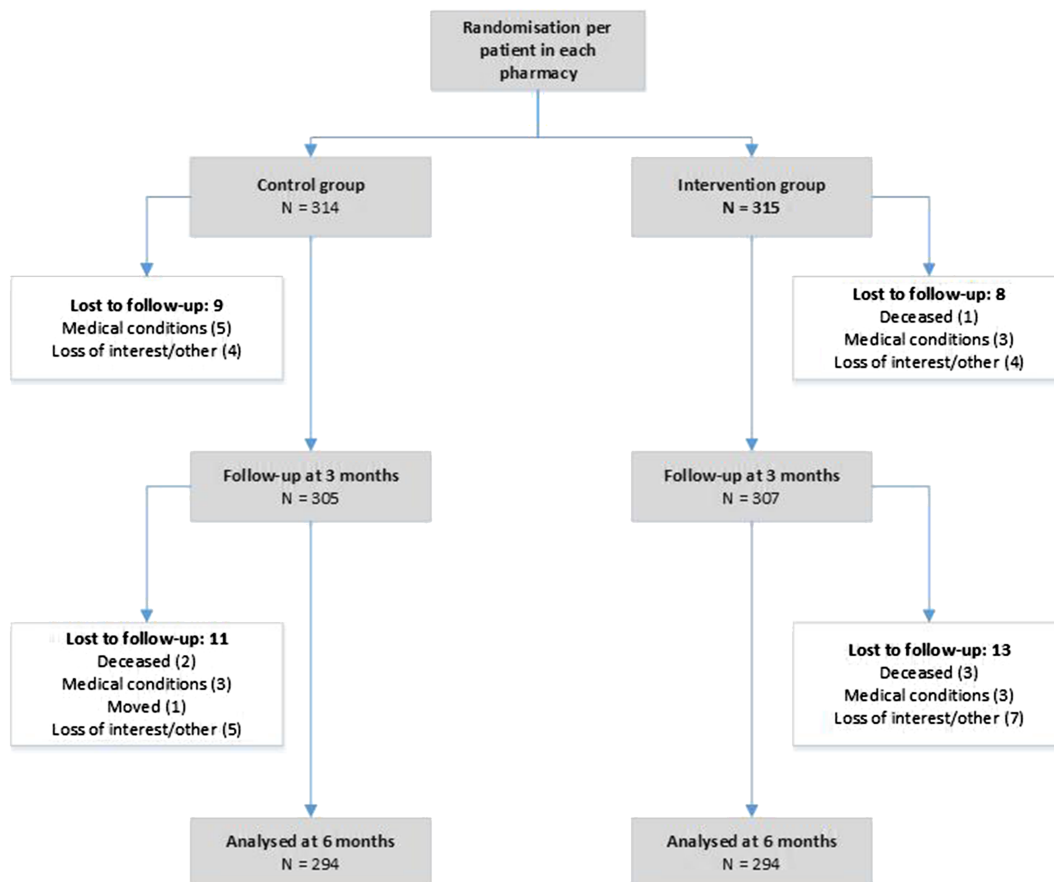 Randomisation per
patient in each
pharmacy
Control group
N = 314
Intervention group
N = 315
Lost to follow-up: 9
Medical conditions (5)
Loss of interest/other (4)
Lost to follow-up: 8
Deceased (1)
Medical conditions (3)
Loss of interest/other (4)
Follow-up at 3 months
N = 305
Follow-up at 3 months
N = 307
Lost to follow-up: 11
Deceased (2)
Medical conditions (3)
Moved (1)
Loss of interest/other (5)
Lost to follow-up: 13
Deceased (3)
Medical conditions (3)
Loss of interest/other (7)
Analysed at 6 months
N = 294
Analysed at 6 months
N = 294